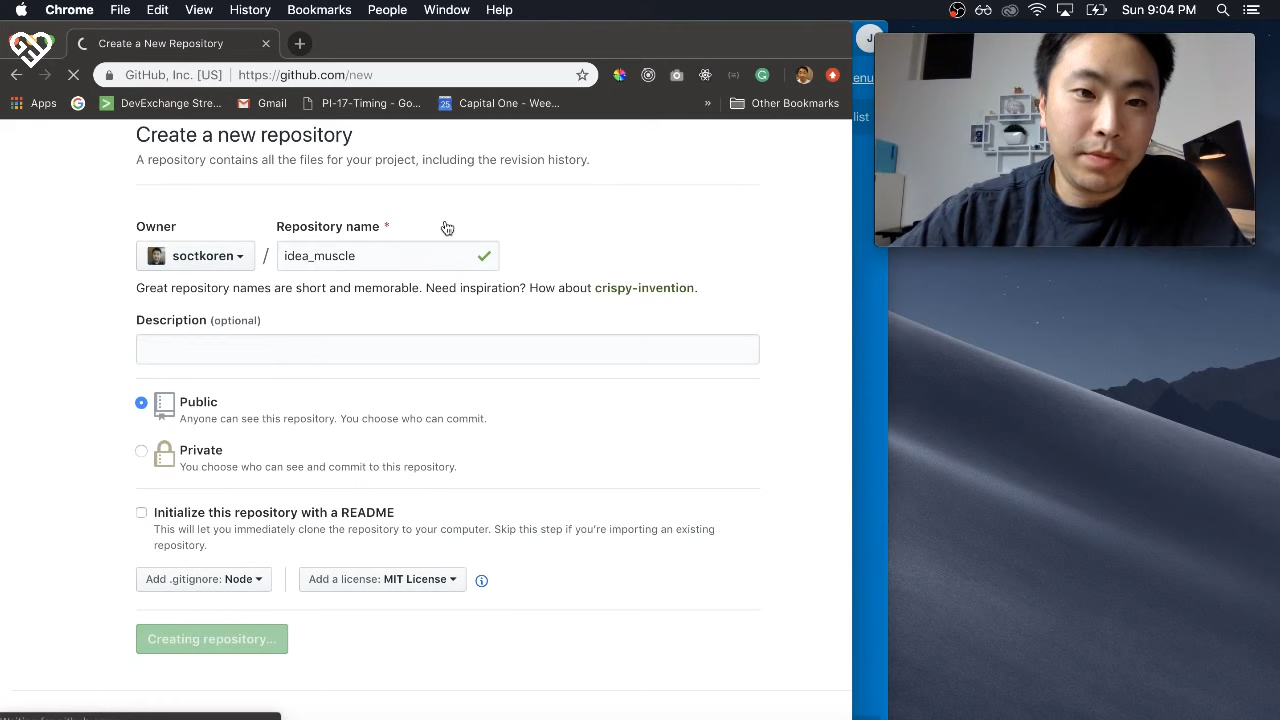 Chrome File Edit View History Bookmarks People Window Help Sun 9:04 PM
Create a New Repository
GitHub, Inc. [US] https://github.com/new
Apps DevExchange Stre... Gmail PI-17-Timing - Go... 25 Capital One - Wee... » Other Bookmarks
J
enu
list
Create a new repository
A repository contains all the files for your project, including the revision history.
Owner Repository name *
soctkoren / idea_muscle
Great repository names are short and memorable. Need inspiration? How about crispy-invention.
Description (optional)
Public
Anyone can see this repository. You choose who can commit.
Private
You choose who can see and commit to this repository.
Initialize this repository with a README
This will let you immediately clone the repository to your computer. Skip this step if you're importing an existing
repository.
Add .gitignore: Node Add a license: MIT License
Creating repository...